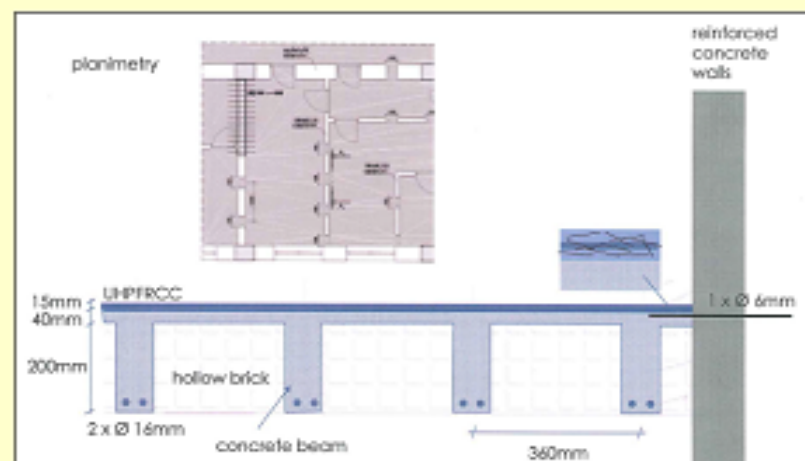 planimetry
reinforced
concrete
walls
UHPFRCC
15mm
40mm
200mm
1 x Ø 6mm
hollow brick
2 x Ø 16mm
concrete beam
360mm